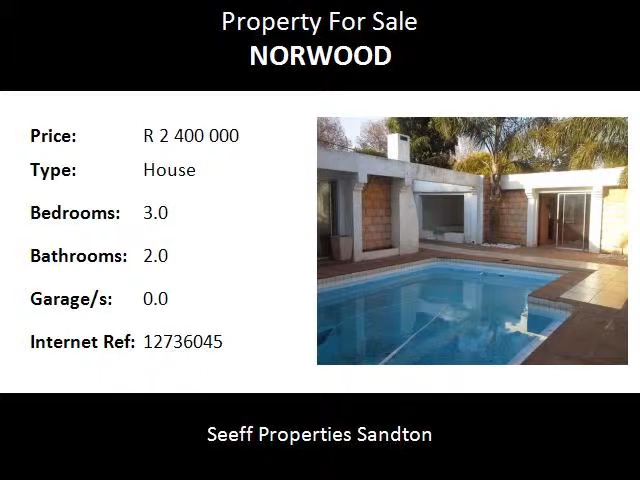 Property For Sale
NORWOOD
Price: R 2 400 000
Type: House
Bedrooms: 3.0
Bathrooms: 2.0
Garage/s: 0.0
Internet Ref: 12736045
Seeff Properties Sandton